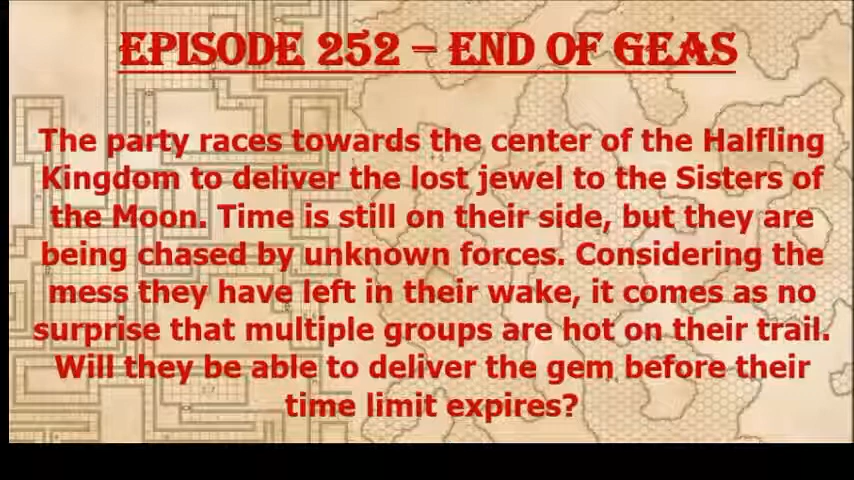 EPISODE 252 – END OF GEAS
The party races towards the center of the Halfling
Kingdom to deliver the lost jewel to the Sisters of
the Moon. Time is still on their side, but they are
being chased by unknown forces. Considering the
mess they have left in their wake, it comes as no
surprise that multiple groups are hot on their trail.
Will they be able to deliver the gem before their
time limit expires?